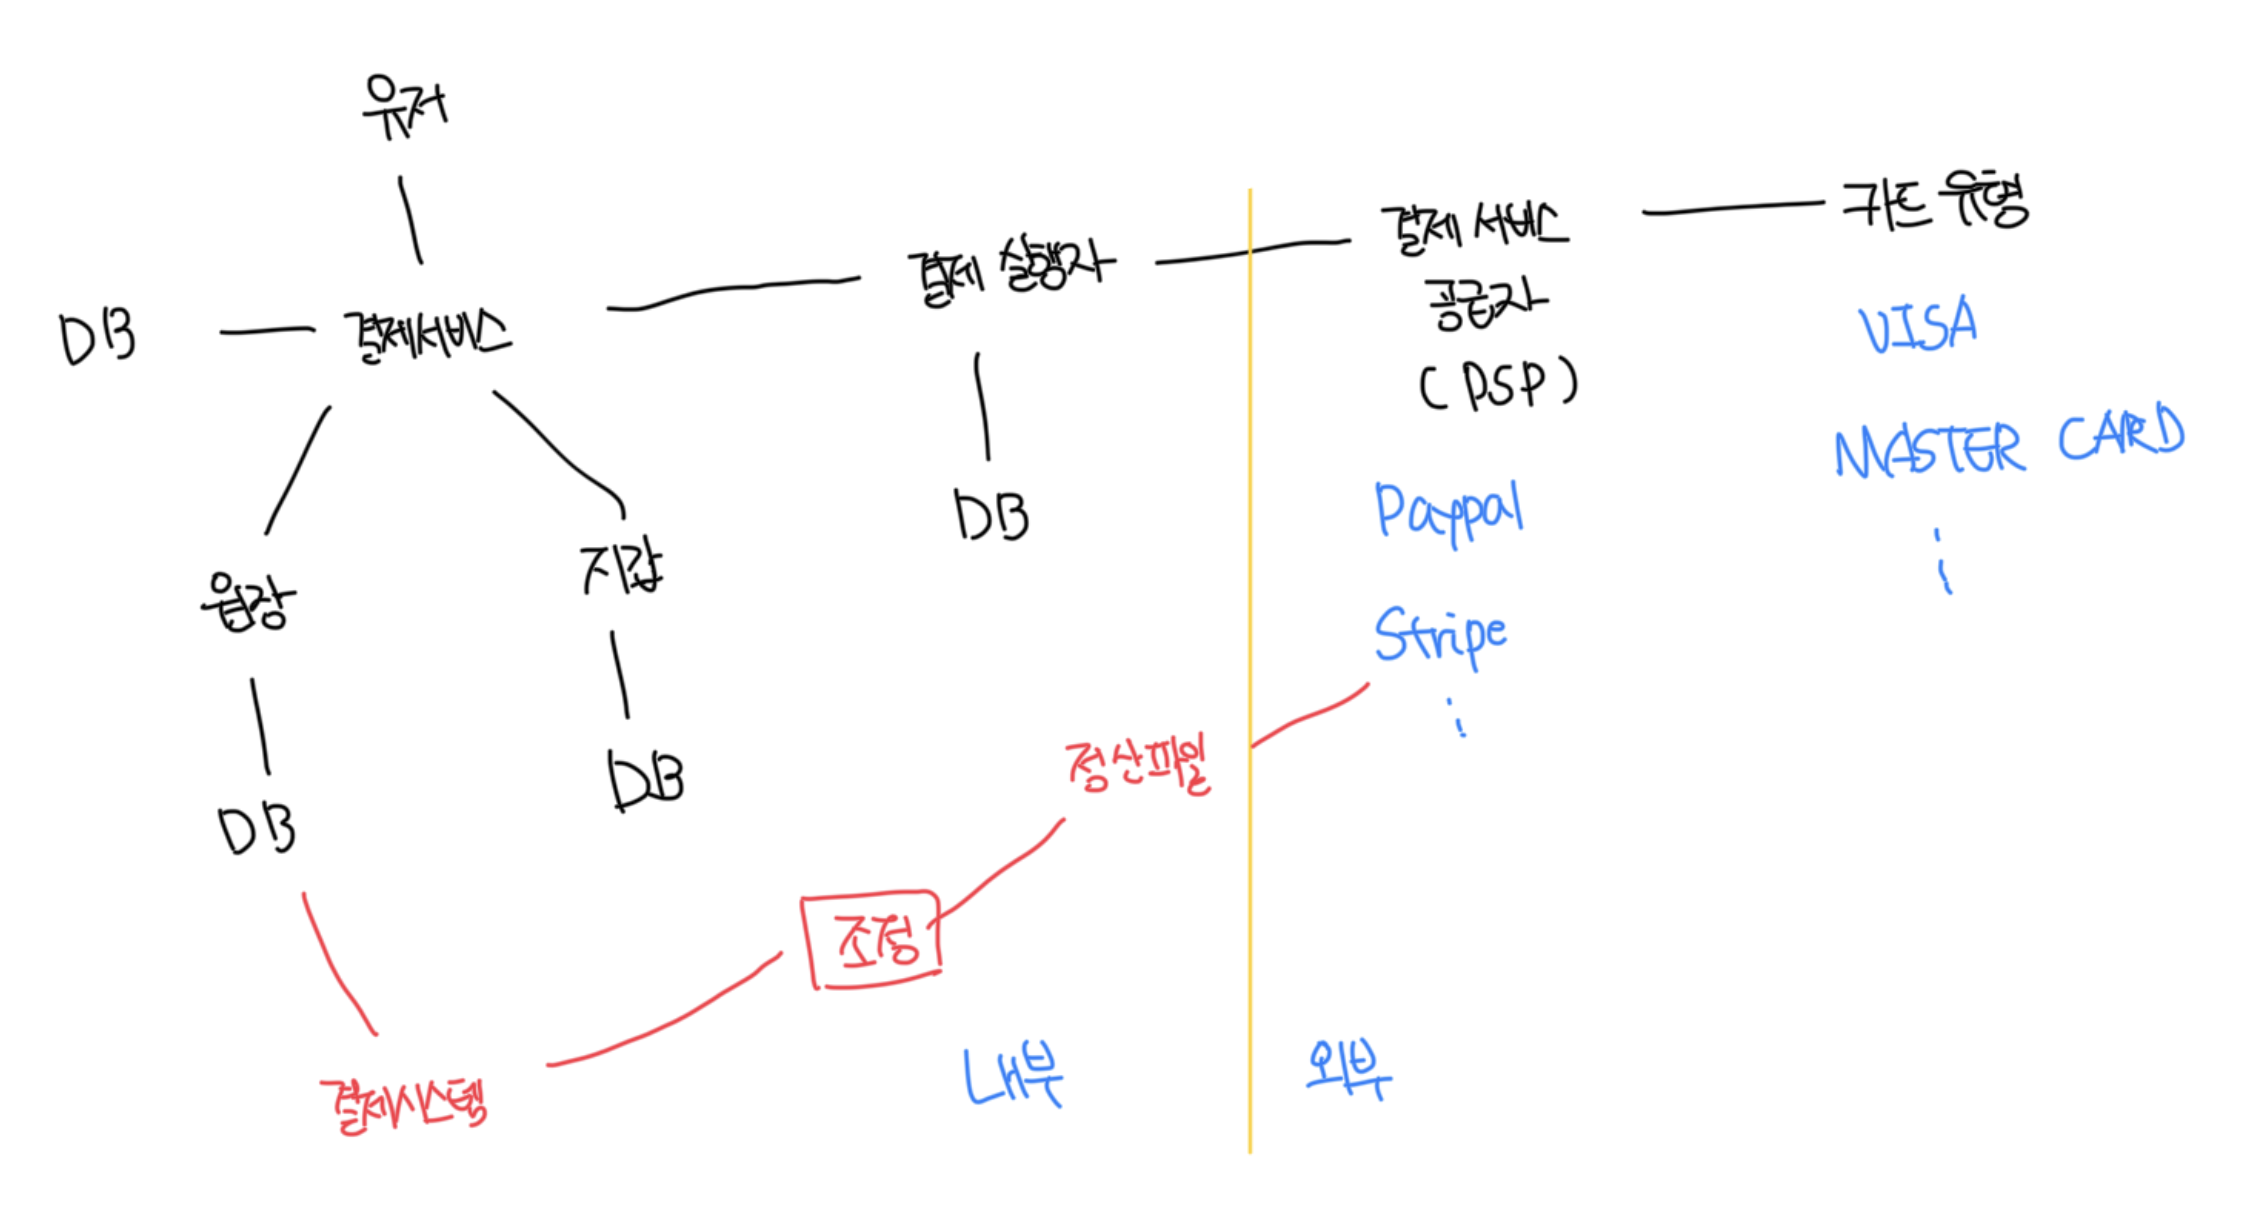 유저
DB
결제서비스
결제 실행자
결제 서비스
공급자
(PSP)
카드 유형
VISA
MASTER CARD
Paypal
Stripe
DB
원장
지갑
DB
DB
정산파일
조정
결제시스템
내부
외부